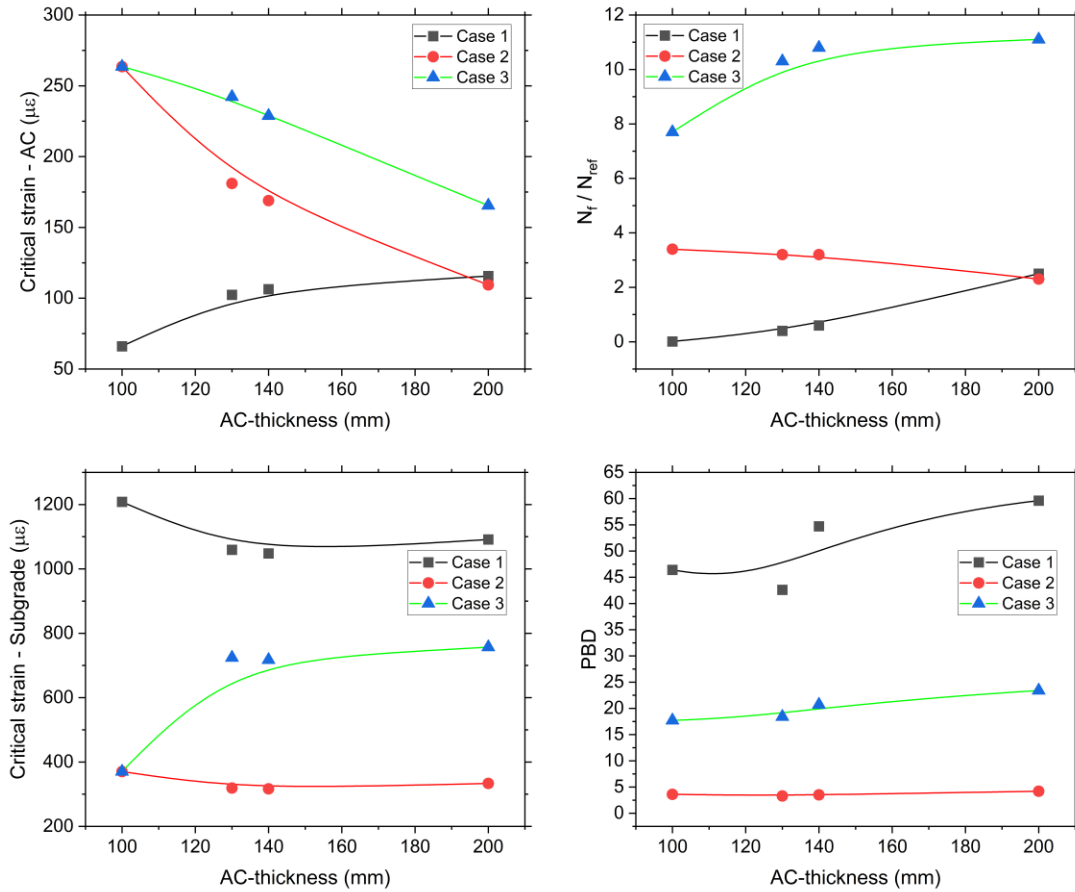 300
250
200
150
100
50
Critical strain - AC (με)
Case 1
Case 2
Case 3
100 120 140 160 180 200
AC-thickness (mm)
12
10
8
6
4
2
0
N_f / N_ref
Case 1
Case 2
Case 3
100 120 140 160 180 200
AC-thickness (mm)
1200
1000
800
600
400
200
Critical strain - Subgrade (με)
Case 1
Case 2
Case 3
100 120 140 160 180 200
AC-thickness (mm)
65
60
55
50
45
40
35
30
25
20
15
10
5
0
PBD
Case 1
Case 2
Case 3
100 120 140 160 180 200
AC-thickness (mm)